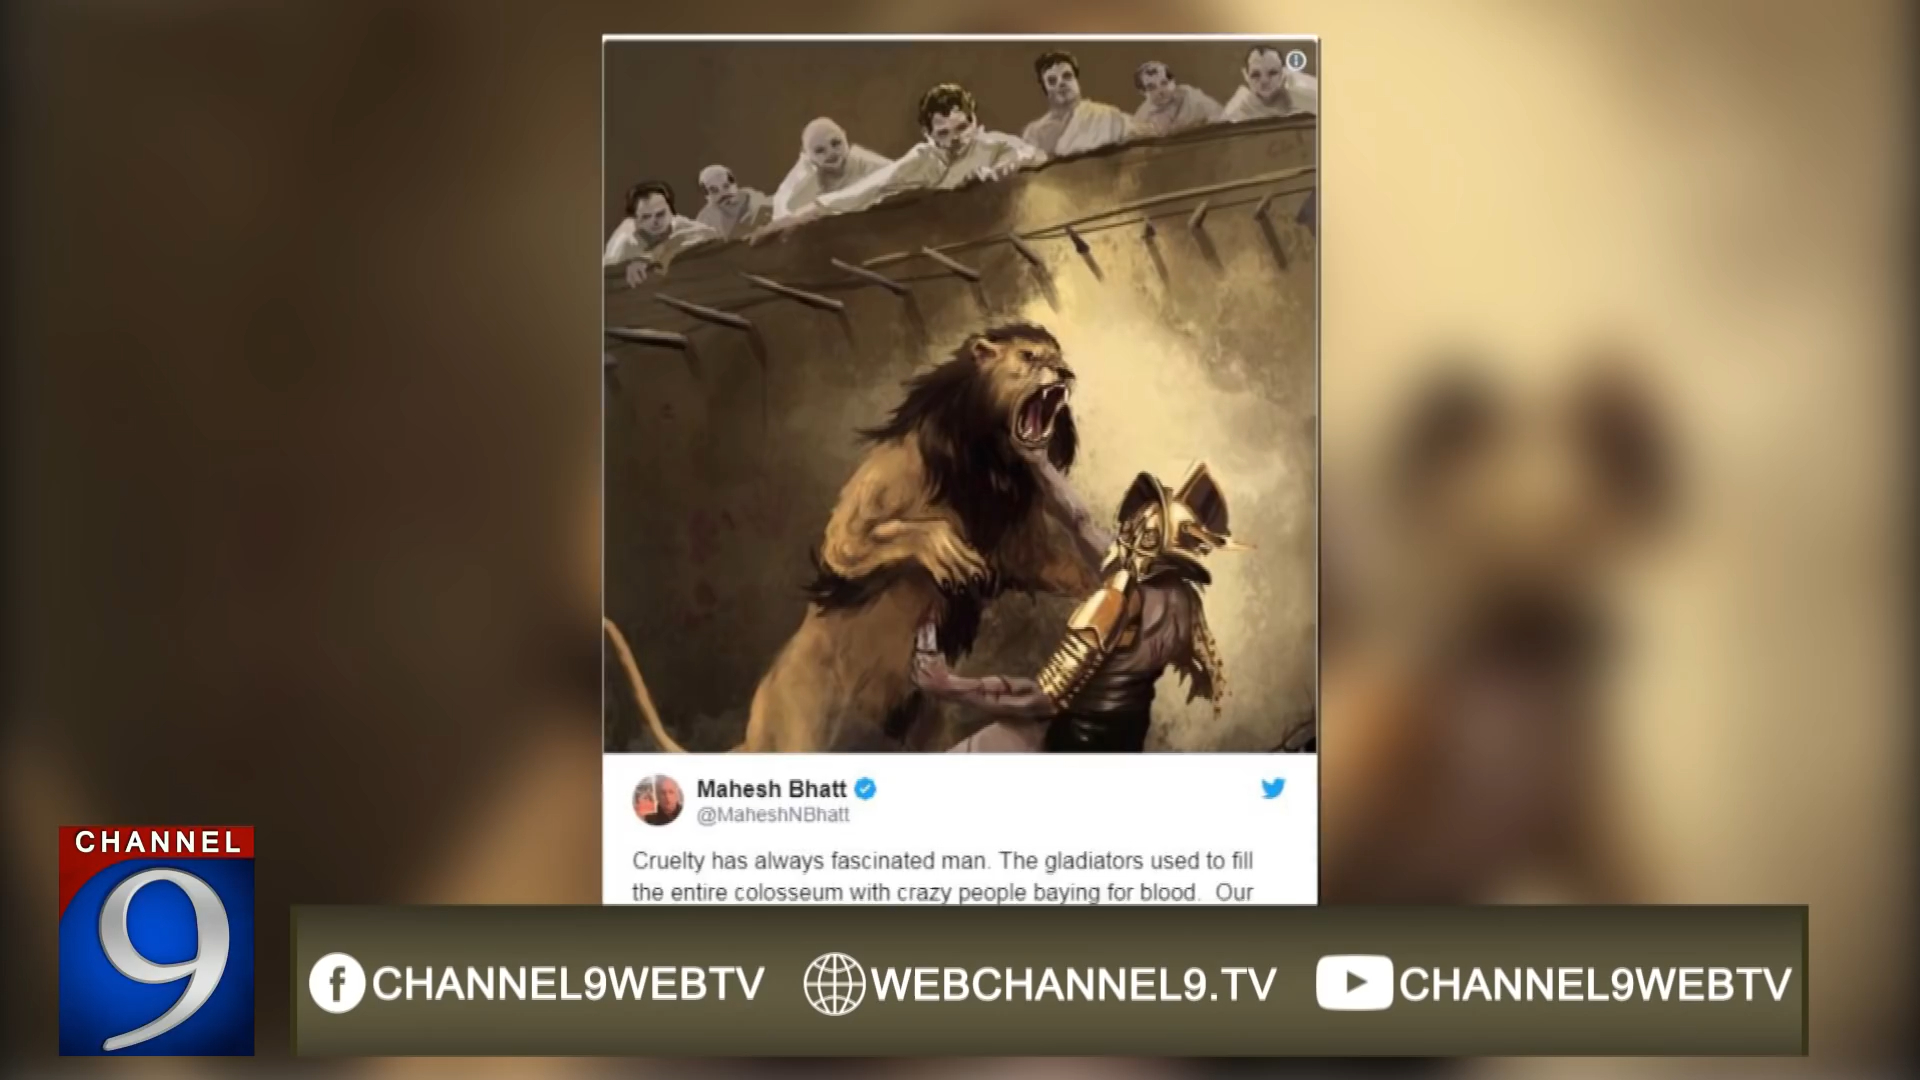 Mahesh Bhatt
@MaheshNBhatt
Cruelty has always fascinated man. The gladiators used to fill
the entire colosseum with crazy people baying for blood. Our
CHANNEL
9
CHANNEL9WEBTV
WEBCHANNEL9.TV
CHANNEL9WEBTV